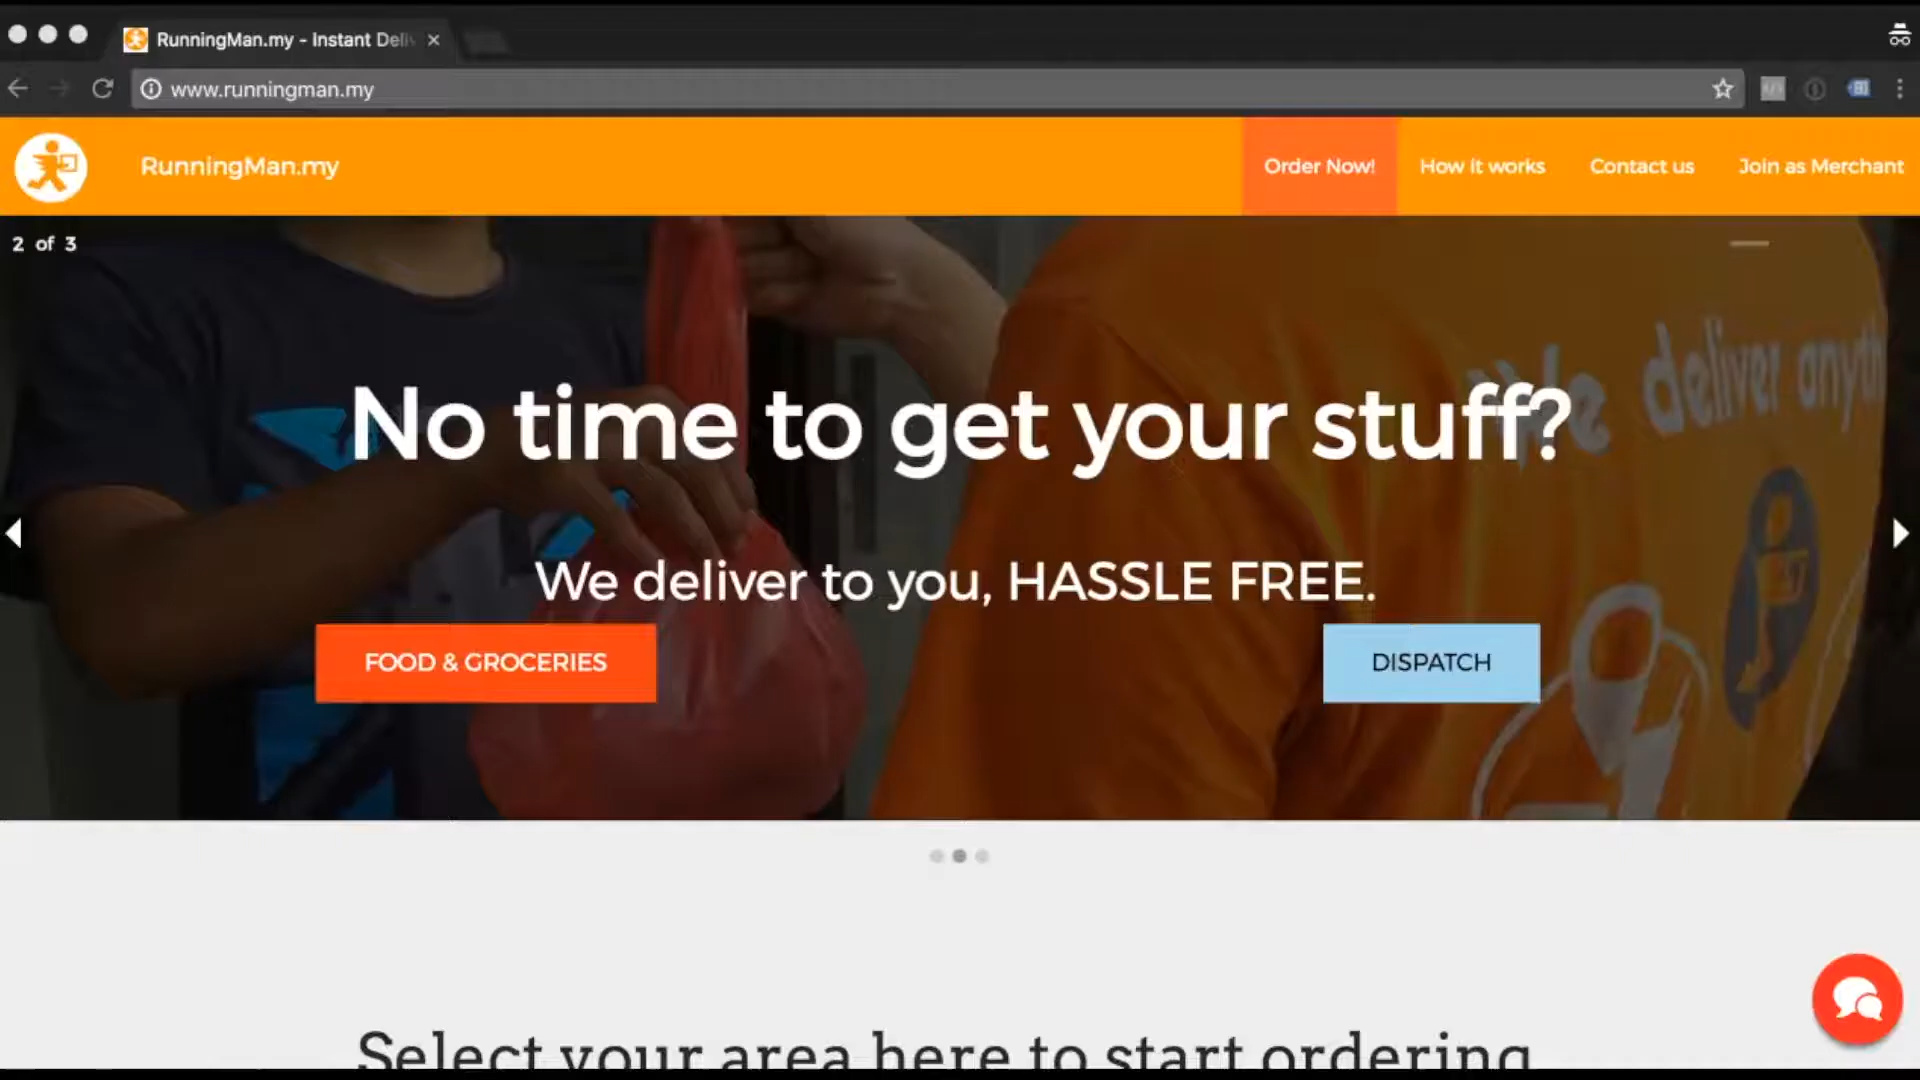 RunningMan.my - Instant Deli
www.runningman.my
RunningMan.my
Order Now!
How it works
Contact us
Join as Merchant
2 of 3
We deliver anyth
No time to get your stuff?
We deliver to you, HASSLE FREE.
FOOD & GROCERIES
DISPATCH
Select your area here to start ordering